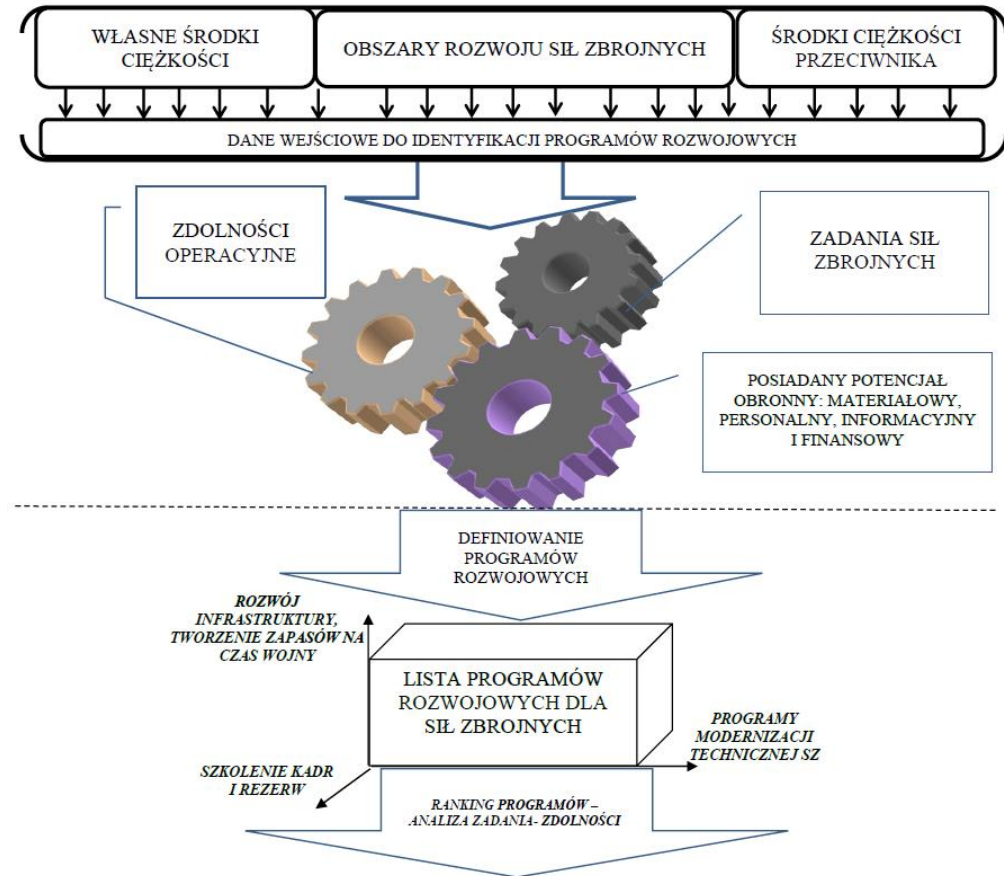 WŁASNE ŚRODKI
CIĘŻKOŚCI
OBSZARY ROZWOJU SIŁ ZBROJNYCH
ŚRODKI CIĘŻKOŚCI
PRZECIWNIKA
DANE WEJŚCIOWE DO IDENTYFIKACJI PROGRAMÓW ROZWOJOWYCH
ZDOLNOŚCI
OPERACYJNE
ZADANIA SIŁ
ZBROJNYCH
POSIADANY POTENCJAŁ
OBRONNY: MATERIAŁOWY,
PERSONALNY, INFORMACYJNY
I FINANSOWY
DEFINIOWANIE
PROGRAMÓW
ROZWOJOWYCH
ROZWÓJ
INFRASTRUKTURY,
TWORZENIE ZAPASÓW NA
CZAS WOJNY
LISTA PROGRAMÓW
ROZWOJOWYCH DLA
SIŁ ZBROJNYCH
PROGRAMY
MODERNIZACJI
TECHNICZNEJ SZ
SZKOLENIE KADR
I REZERW
RANKING PROGRAMÓW –
ANALIZA ZADANIA- ZDOLNOŚCI